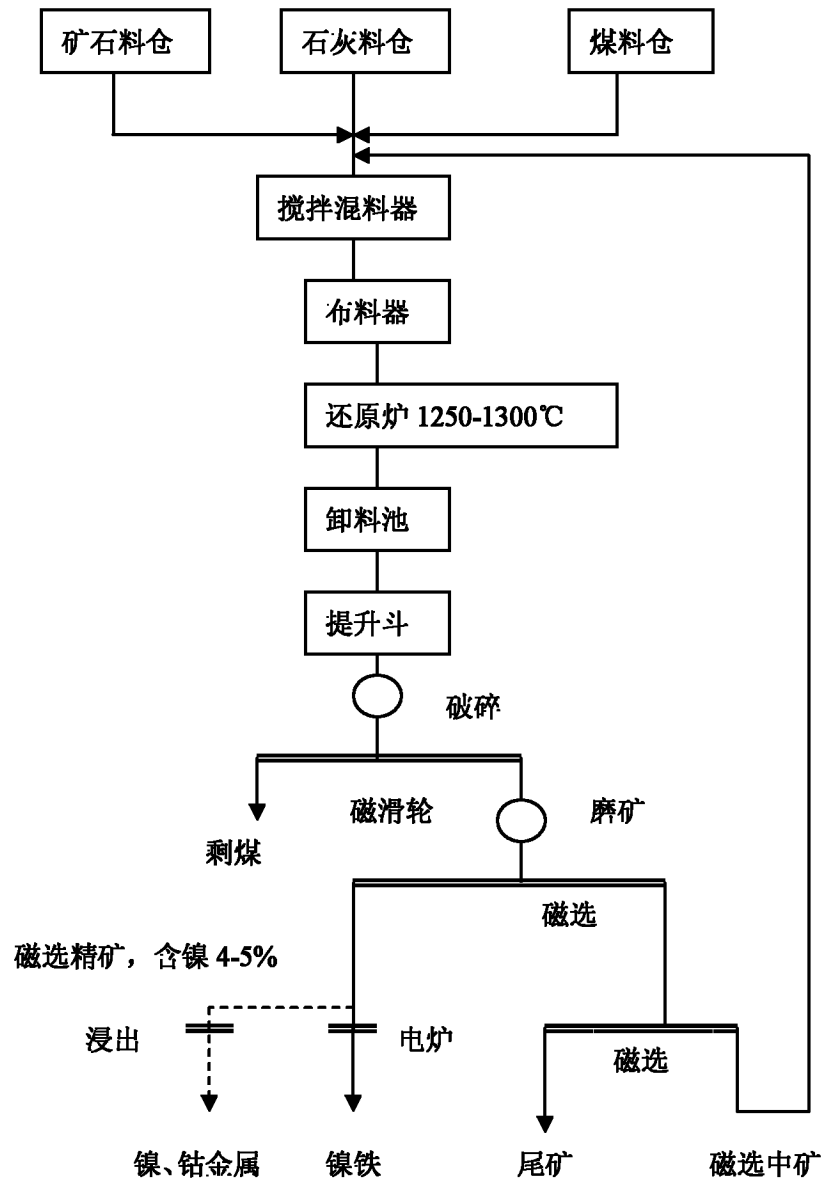 矿石料仓
石灰料仓
煤料仓
搅拌混料器
布料器
还原炉 1250-1300℃
卸料池
提升斗
破碎
磁滑轮
磨矿
剩煤
磁选
磁选精矿，含镍 4-5%
浸出
电炉
磁选
镍、钴金属
镍铁
尾矿
磁选中矿